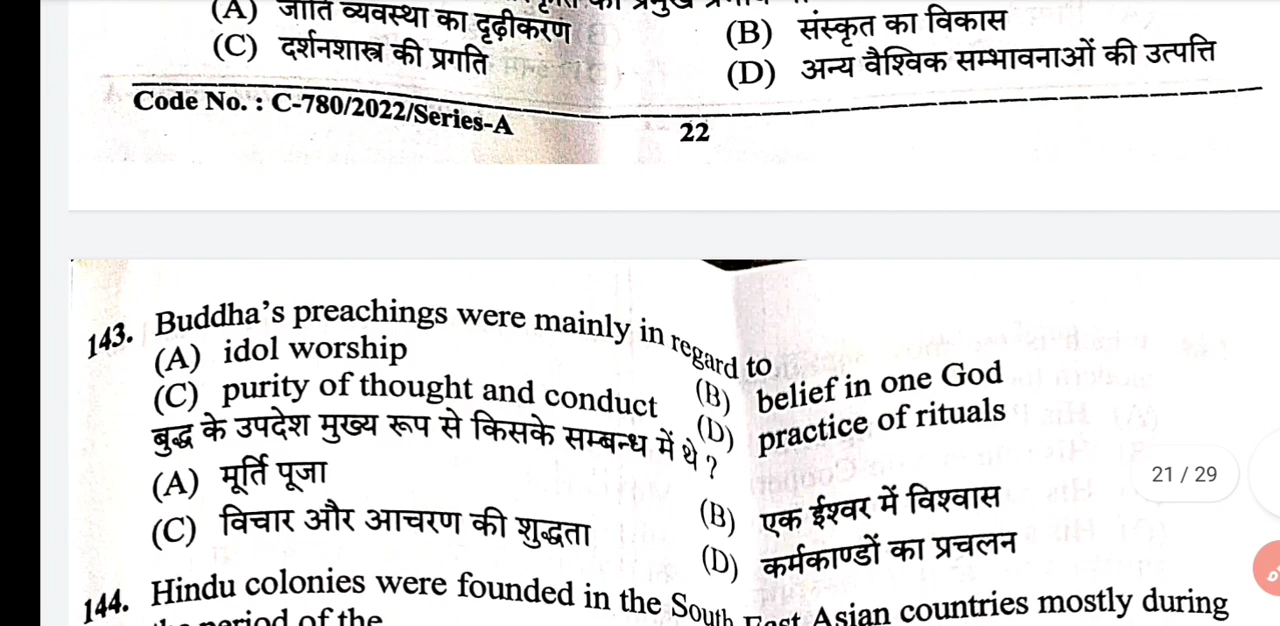 (A) जाति व्यवस्था का दृढ़ीकरण (B) संस्कृत का विकास
(C) दर्शनशास्त्र की प्रगति (D) अन्य वैश्विक सम्भावनाओं की उत्पत्ति
Code No. : C-780/2022/Series-A 22
143. Buddha's preachings were mainly in regard to
(A) idol worship (B) belief in one God
(C) purity of thought and conduct (D) practice of rituals
बुद्ध के उपदेश मुख्य रूप से किसके सम्बन्ध में थे ?
(A) मूर्ति पूजा (B) एक ईश्वर में विश्वास
(C) विचार और आचरण की शुद्धता (D) कर्मकाण्डों का प्रचलन
21 / 29
144. Hindu colonies were founded in the South East Asian countries mostly during
period of the